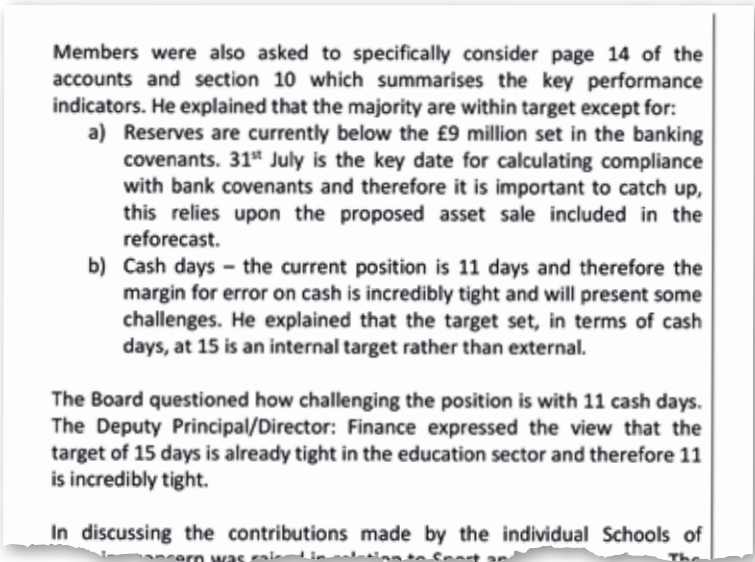 Members were also asked to specifically consider page 14 of the
accounts and section 10 which summarises the key performance
indicators. He explained that the majority are within target except for:
a) Reserves are currently below the £9 million set in the banking
covenants. 31st July is the key date for calculating compliance
with bank covenants and therefore it is important to catch up,
this relies upon the proposed asset sale included in the
reforecast.
b) Cash days – the current position is 11 days and therefore the
margin for error on cash is incredibly tight and will present some
challenges. He explained that the target set, in terms of cash
days, at 15 is an internal target rather than external.
The Board questioned how challenging the position is with 11 cash days.
The Deputy Principal/Director: Finance expressed the view that the
target of 15 days is already tight in the education sector and therefore 11
is incredibly tight.
In discussing the contributions made by the individual Schools of
was in relation to Sport The